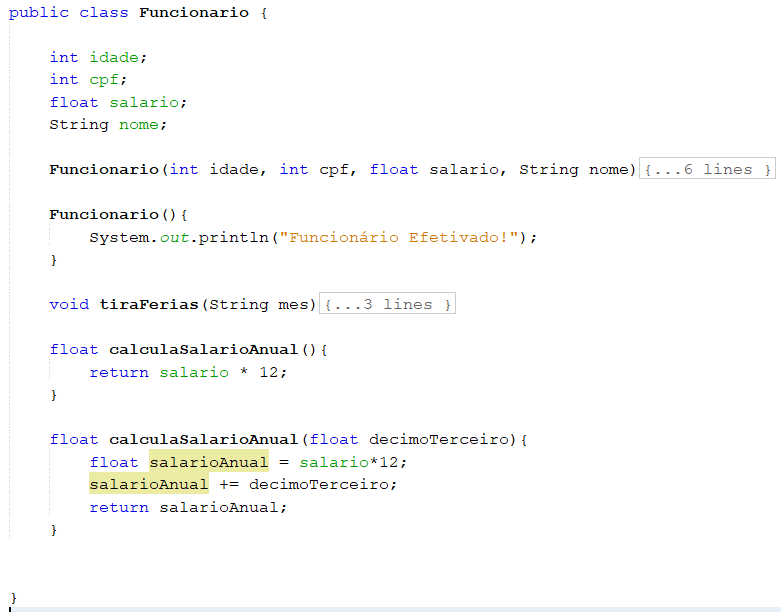 public class Funcionario {
int idade;
int cpf;
float salario;
String nome;
Funcionario(int idade, int cpf, float salario, String nome) {...6 lines }
Funcionario(){
System.out.println("Funcionário Efetivado!");
}
void tiraFerias(String mes) {...3 lines }
float calculaSalarioAnual(){
return salario * 12;
}
float calculaSalarioAnual(float decimoTerceiro){
float salarioAnual = salario*12;
salarioAnual += decimoTerceiro;
return salarioAnual;
}
}